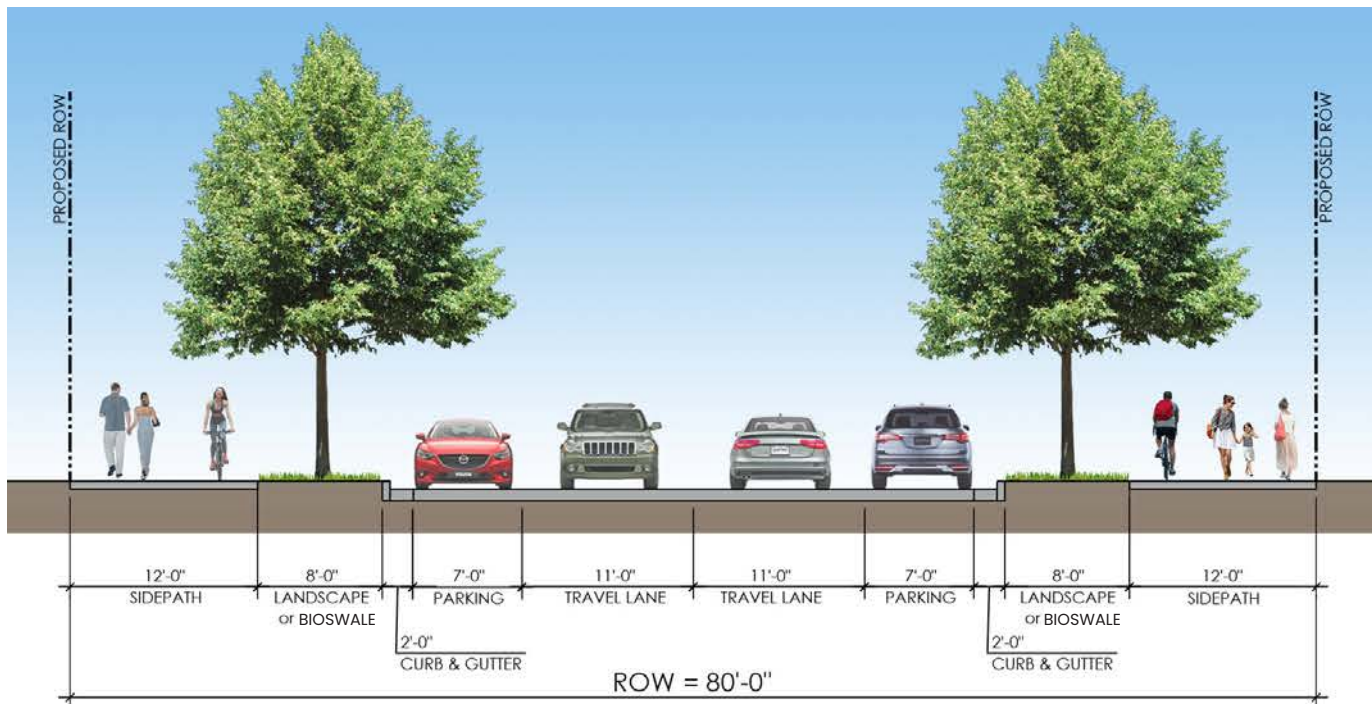 PROPOSED ROW
PROPOSED ROW
12'-0"
SIDEPATH
8'-0"
LANDSCAPE
or BIOSWALE
2'-0"
CURB & GUTTER
7'-0"
PARKING
11'-0"
TRAVEL LANE
11'-0"
TRAVEL LANE
7'-0"
PARKING
2'-0"
CURB & GUTTER
8'-0"
LANDSCAPE
or BIOSWALE
12'-0"
SIDEPATH
ROW = 80'-0"